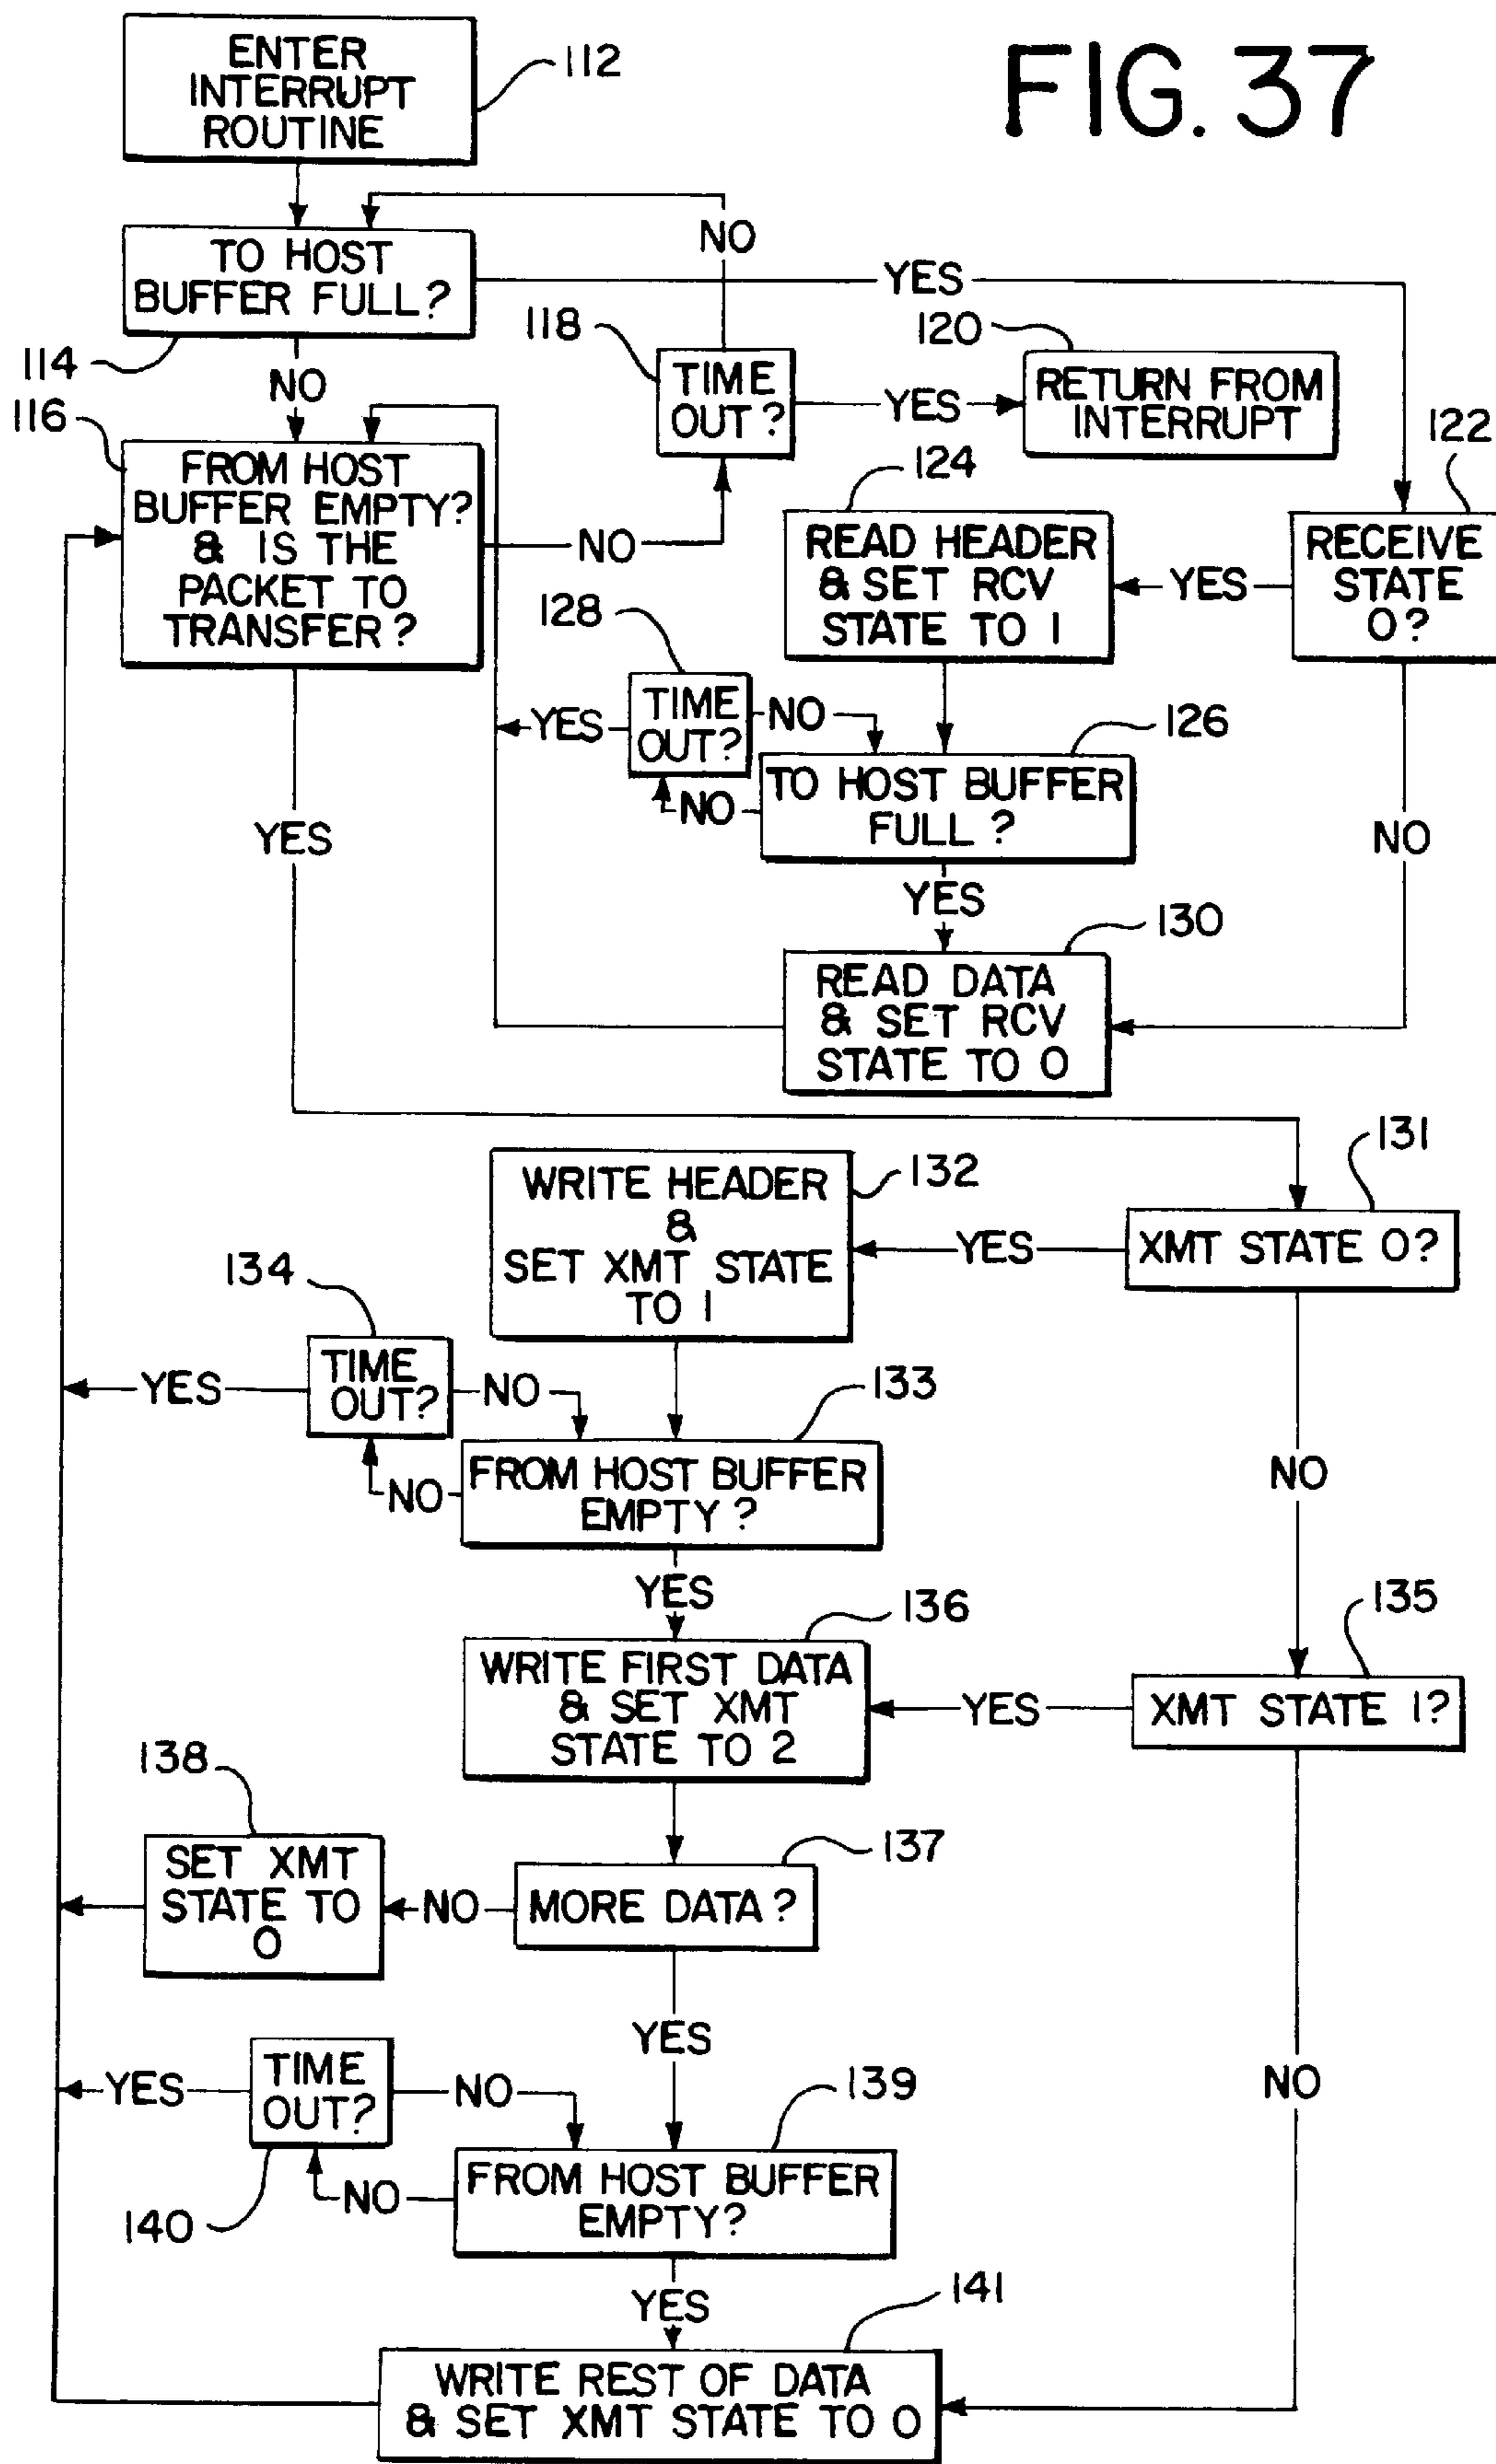 FIG. 37
ENTER
INTERRUPT
ROUTINE
112
TO HOST
BUFFER FULL?
114
NO
YES
NO
118
TIME
OUT?
YES
120
RETURN FROM
INTERRUPT
116
FROM HOST
BUFFER EMPTY?
& IS THE
PACKET TO
TRANSFER?
NO
YES
122
RECEIVE
STATE
0?
YES
NO
124
READ HEADER
& SET RCV
STATE TO 1
128
TIME
OUT?
NO
YES
126
TO HOST BUFFER
FULL?
NO
YES
130
READ DATA
& SET RCV
STATE TO 0
131
XMT STATE 0?
YES
NO
132
WRITE HEADER
&
SET XMT STATE
TO 1
134
TIME
OUT?
YES
NO
133
FROM HOST BUFFER
EMPTY?
NO
YES
135
XMT STATE 1?
YES
NO
136
WRITE FIRST DATA
& SET XMT
STATE TO 2
137
MORE DATA?
NO
YES
138
SET XMT
STATE TO
0
140
TIME
OUT?
YES
NO
139
FROM HOST BUFFER
EMPTY?
NO
YES
141
WRITE REST OF DATA
& SET XMT STATE TO 0